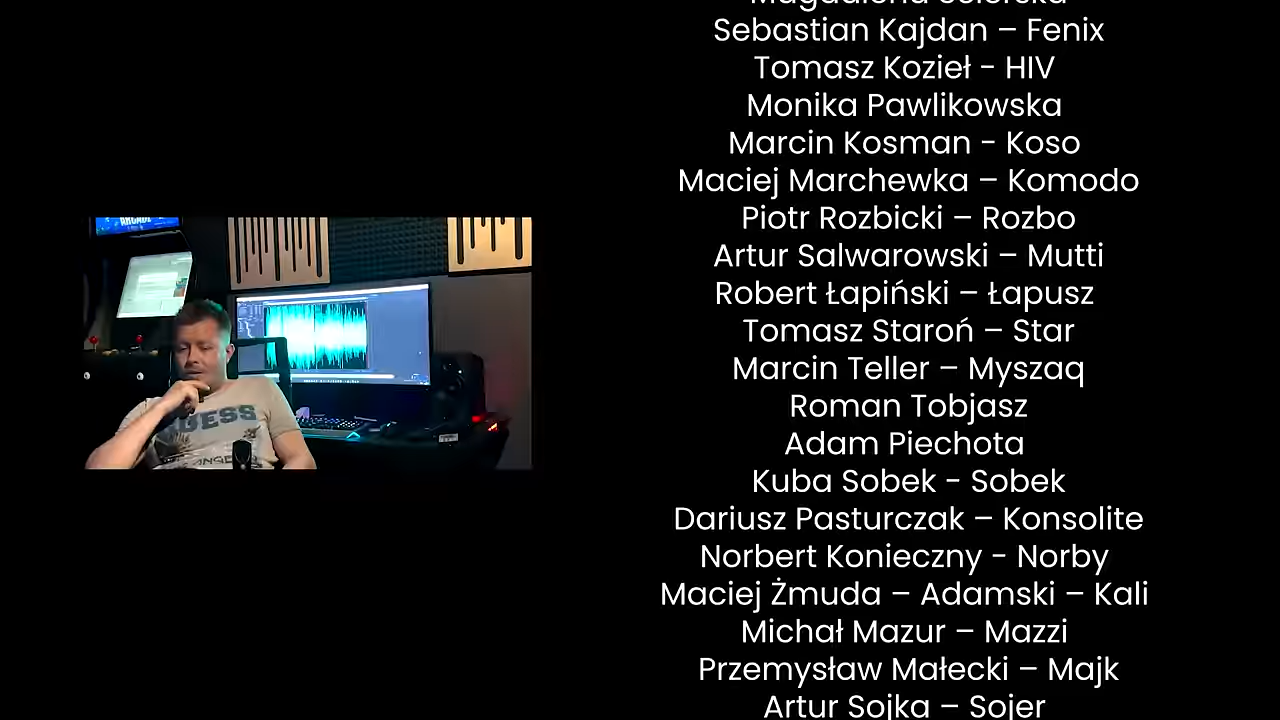 Sebastian Kajdan – Fenix
Tomasz Kozieł - HIV
Monika Pawlikowska
Marcin Kosman - Koso
Maciej Marchewka – Komodo
Piotr Rozbicki – Rozbo
Artur Salwarowski – Mutti
Robert Łapiński – Łapusz
Tomasz Staroń – Star
Marcin Teller – Myszaq
Roman Tobjasz
Adam Piechota
Kuba Sobek - Sobek
Dariusz Pasturczak – Konsolite
Norbert Konieczny - Norby
Maciej Żmuda – Adamski – Kali
Michał Mazur – Mazzi
Przemysław Małecki – Majk
Artur Sojka – Sojer
ARCADE